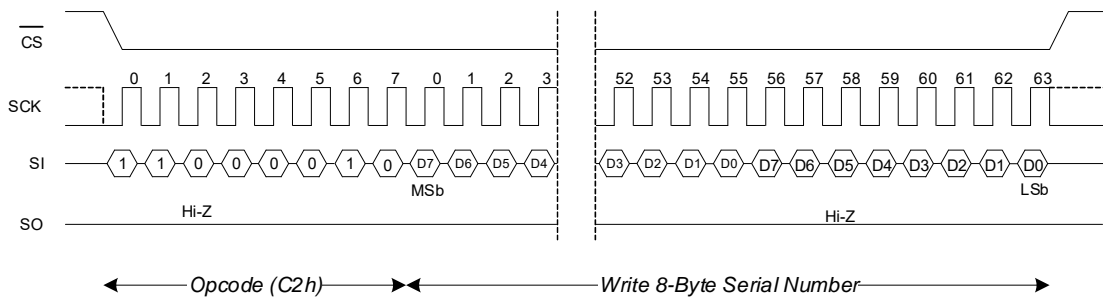 CS
0 1 2 3 4 5 6 7 0 1 2 3 52 53 54 55 56 57 58 59 60 61 62 63
SCK
SI 1 1 0 0 0 0 1 0 D7 D6 D5 D4 D3 D2 D1 D0 D7 D6 D5 D4 D3 D2 D1 D0
MSb LSb
Hi-Z Hi-Z
SO
Opcode (C2h) Write 8-Byte Serial Number